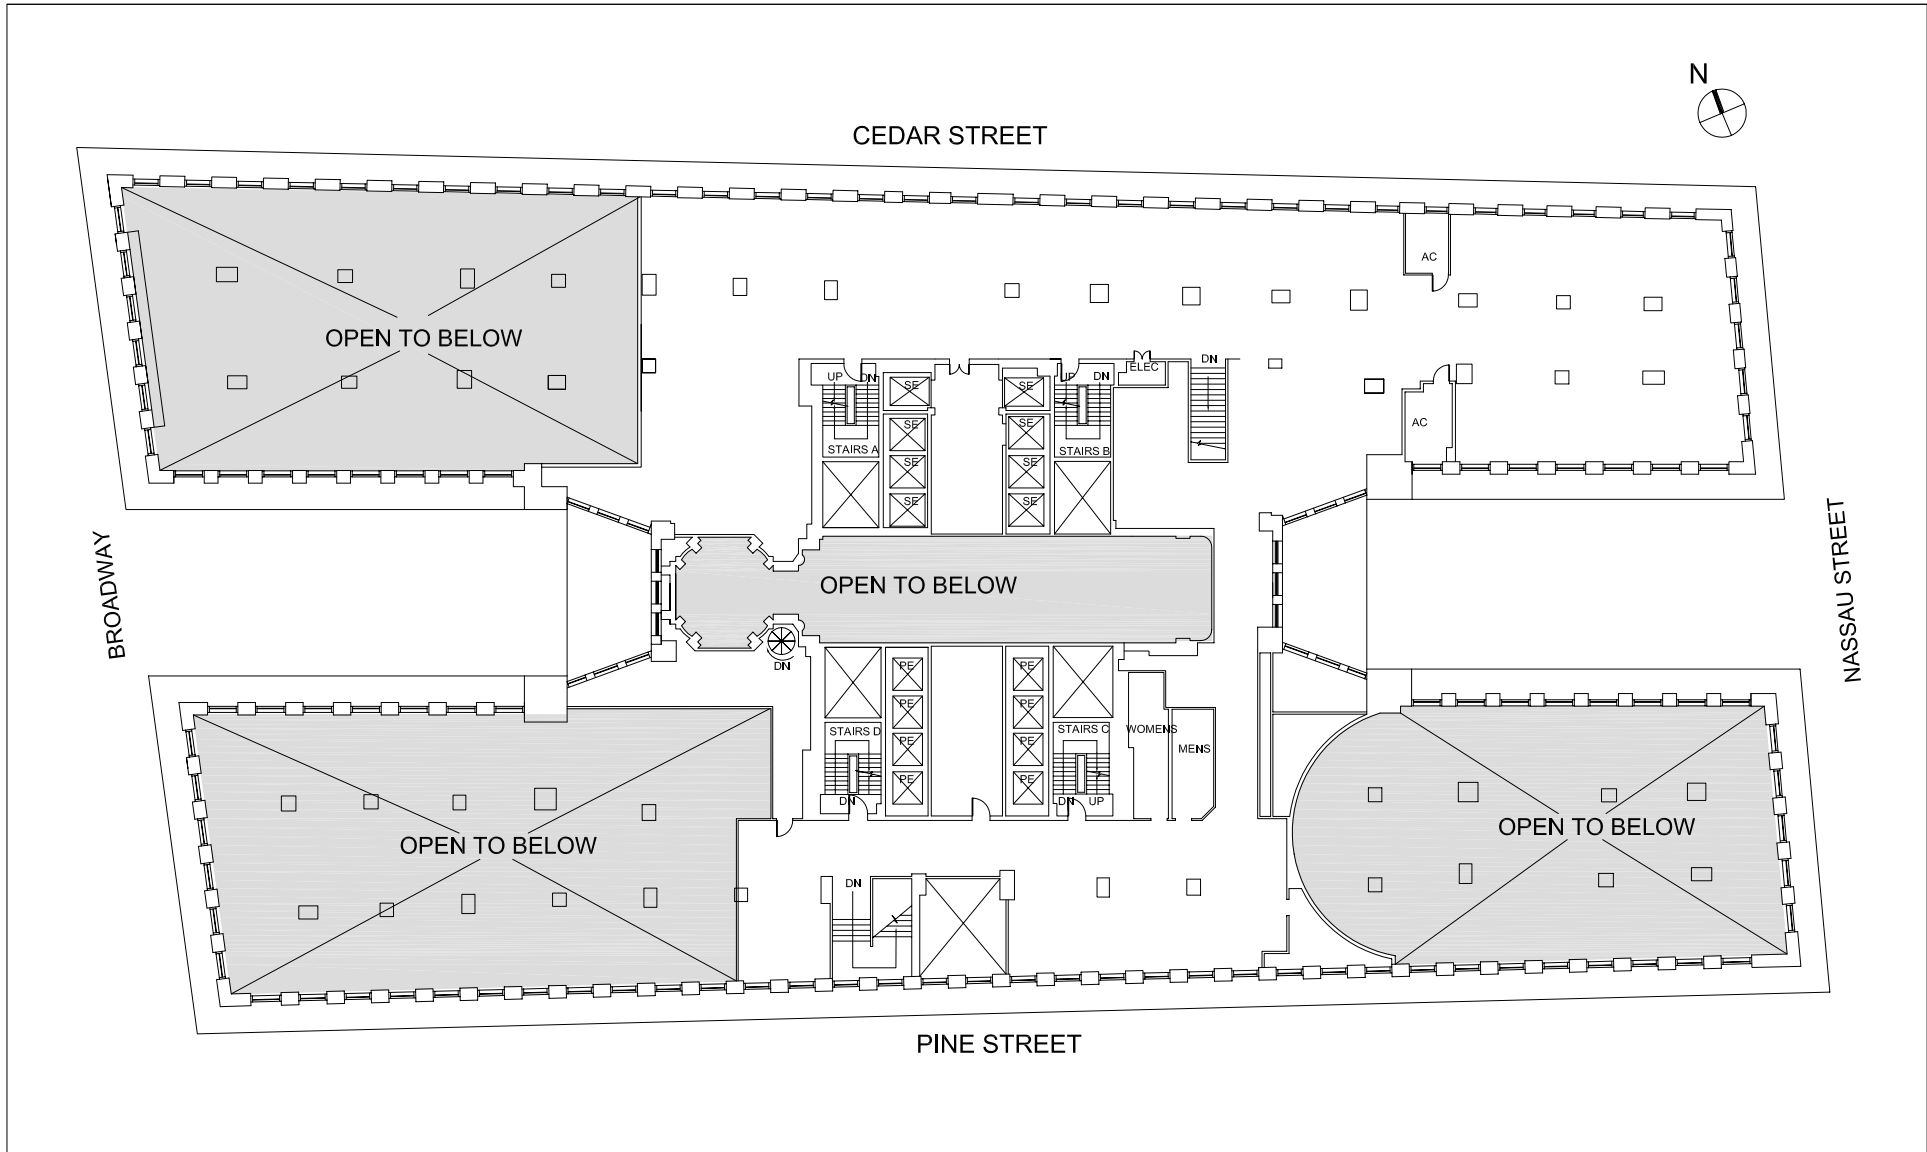 N
CEDAR STREET
AC
OPEN TO BELOW
DN
ELEC
UP DN SE SE UP DN
SE SE
AC
STAIRS A STAIRS B
SE SE
SE SE
BROADWAY
NASSAU STREET
OPEN TO BELOW
DN
PE PE
PE PE
STAIRS D STAIRS C WOMENS
PE PE MENS
PE PE
DN DN UP
OPEN TO BELOW
OPEN TO BELOW
DN
PINE STREET